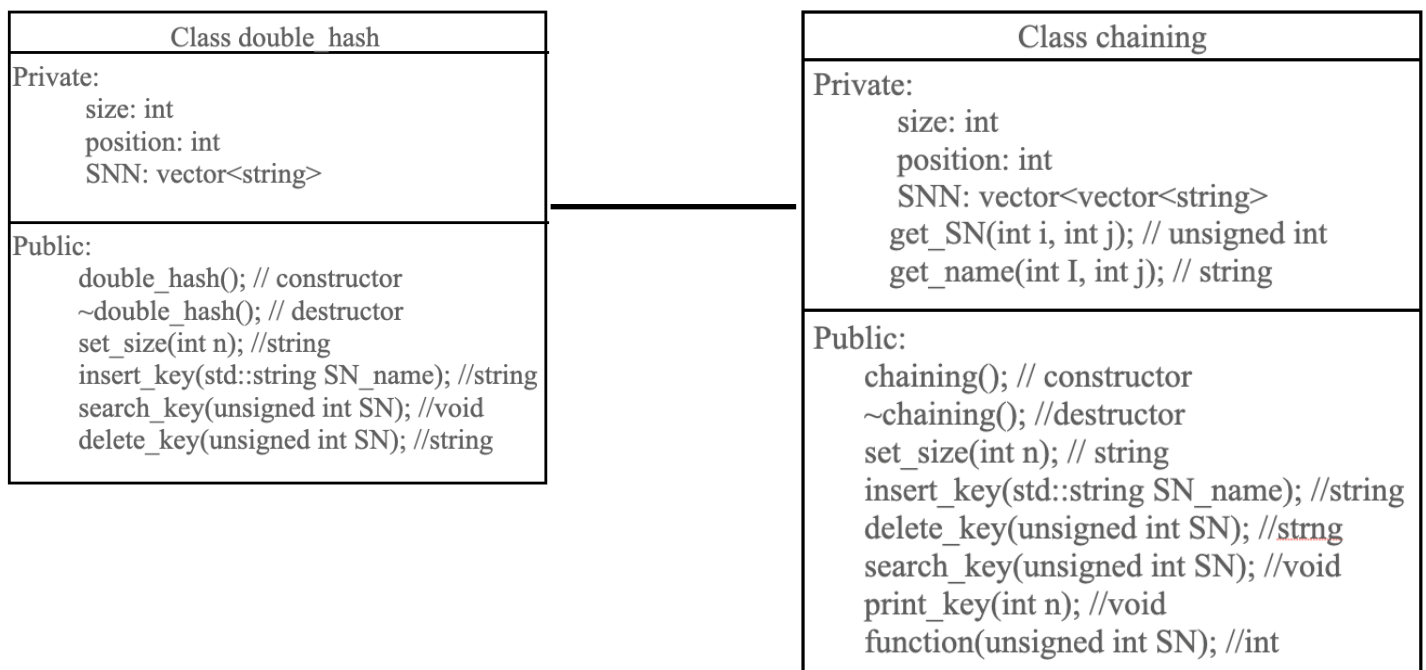 Class double_hash
Private:
size: int
position: int
SNN: vector<string>
Public:
double_hash(); // constructor
~double_hash(); // destructor
set_size(int n); //string
insert_key(std::string SN_name); //string
search_key(unsigned int SN); //void
delete_key(unsigned int SN); //string
Class chaining
Private:
size: int
position: int
SNN: vector<vector<string>
get_SN(int i, int j); // unsigned int
get_name(int I, int j); // string
Public:
chaining(); // constructor
~chaining(); //destructor
set_size(int n); // string
insert_key(std::string SN_name); //string
delete_key(unsigned int SN); //strng
search_key(unsigned int SN); //void
print_key(int n); //void
function(unsigned int SN); //int